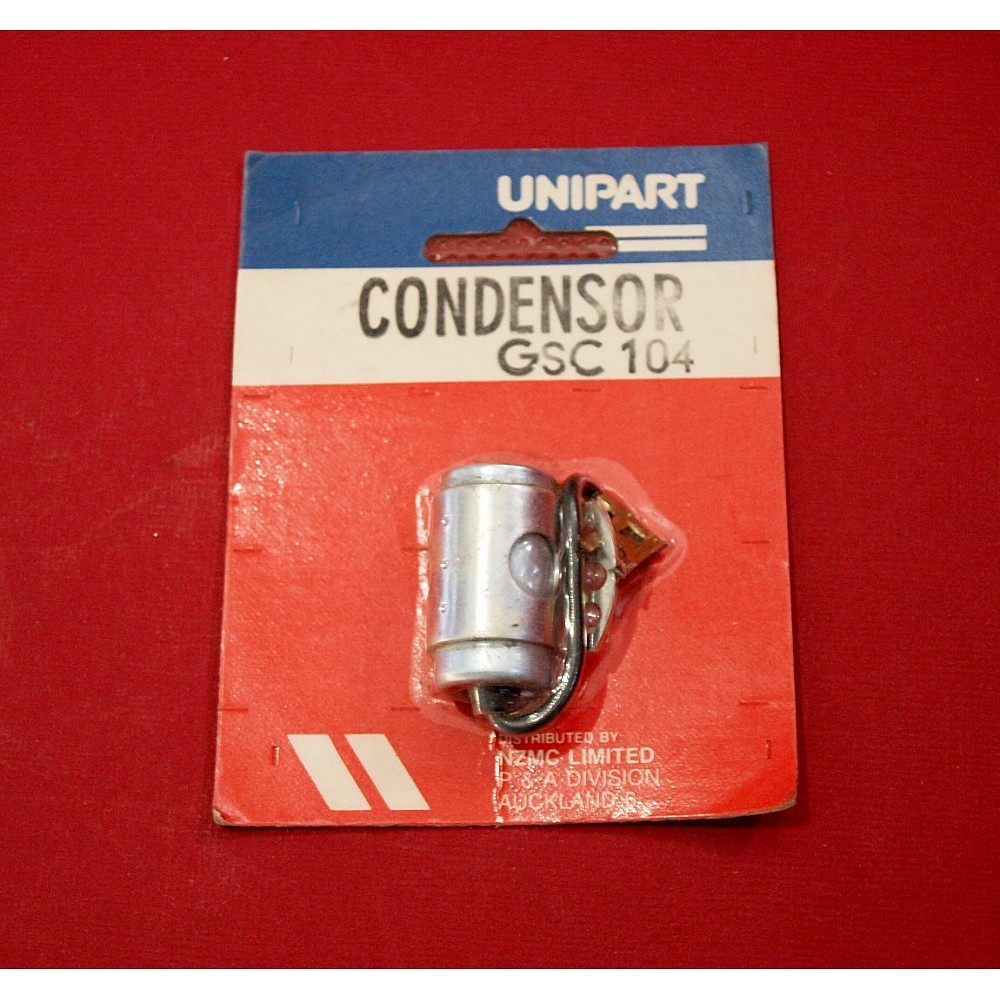 UNIPART
CONDENSOR
GSC 104
DISTRIBUTED BY
NZMC LIMITED
P & A DIVISION
AUCKLAND